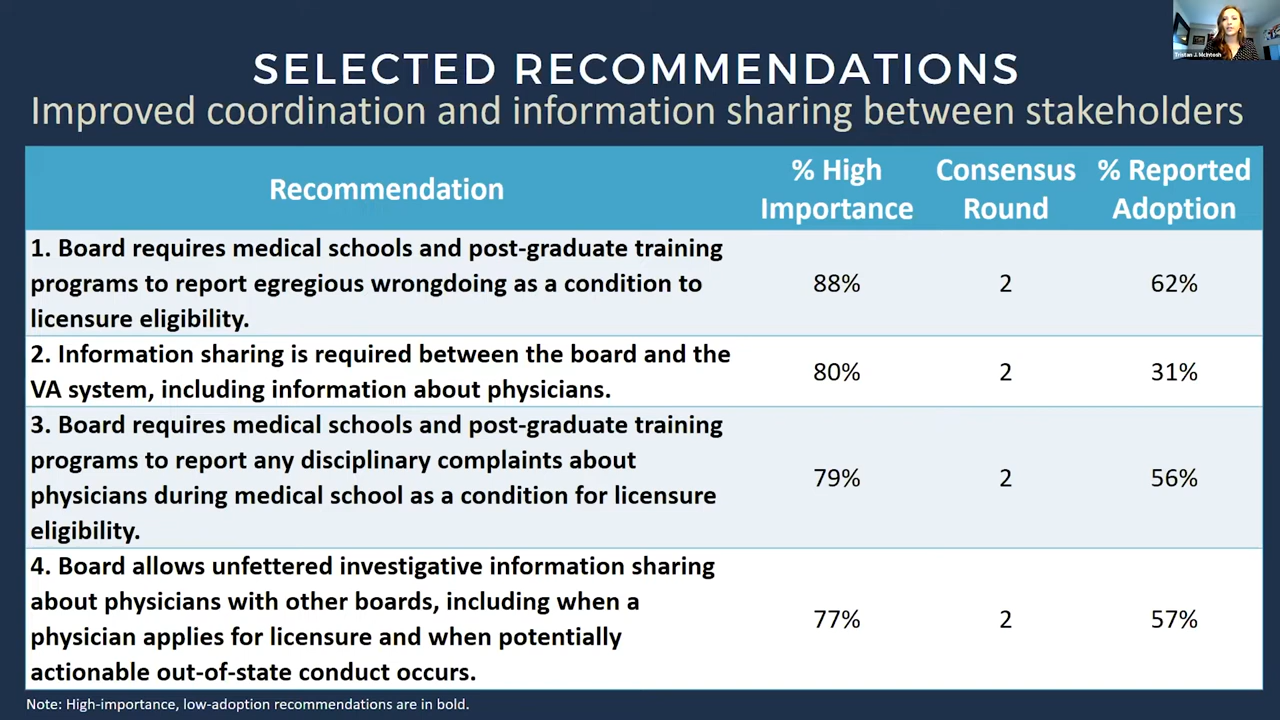 SELECTED RECOMMENDATIONS
Improved coordination and information sharing between stakeholders
Recommendation
% High
Importance
Consensus
Round
% Reported
Adoption
1. Board requires medical schools and post-graduate training
programs to report egregious wrongdoing as a condition to
licensure eligibility.
88%
2
62%
2. Information sharing is required between the board and the
VA system, including information about physicians.
80%
2
31%
3. Board requires medical schools and post-graduate training
programs to report any disciplinary complaints about
physicians during medical school as a condition for licensure
eligibility.
79%
2
56%
4. Board allows unfettered investigative information sharing
about physicians with other boards, including when a
physician applies for licensure and when potentially
actionable out-of-state conduct occurs.
77%
2
57%
Note: High-importance, low-adoption recommendations are in bold.
Tristan J. McIntosh